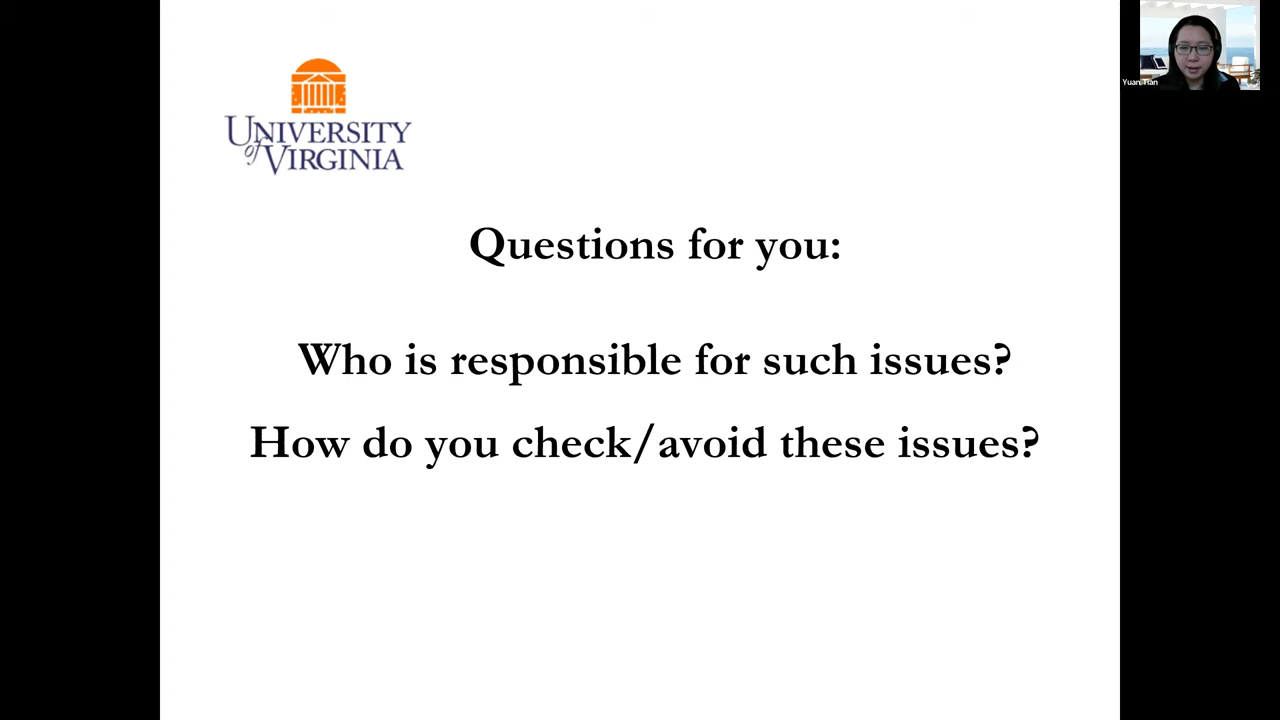 UNIVERSITY
of VIRGINIA
Questions for you:
Who is responsible for such issues?
How do you check/avoid these issues?
Yuan Tian